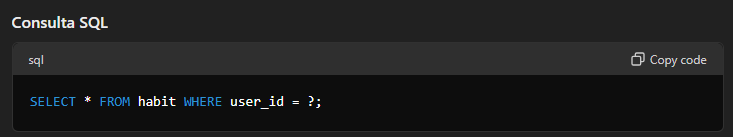 Consulta SQL
sql Copy code
SELECT * FROM habit WHERE user_id = ?;